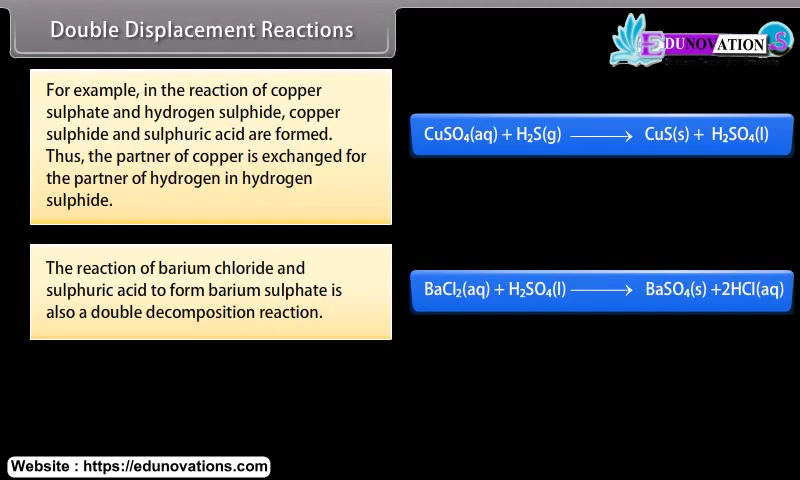 Double Displacement Reactions
EDUNOVATION.S
For example, in the reaction of copper
sulphate and hydrogen sulphide, copper
sulphide and sulphuric acid are formed.
Thus, the partner of copper is exchanged for
the partner of hydrogen in hydrogen
sulphide.
CuSO₄(aq) + H₂S(g) ⟶ CuS(s) + H₂SO₄(l)
The reaction of barium chloride and
sulphuric acid to form barium sulphate is
also a double decomposition reaction.
BaCl₂(aq) + H₂SO₄(l) ⟶ BaSO₄(s) +2HCl(aq)
Website : https://edunovations.com